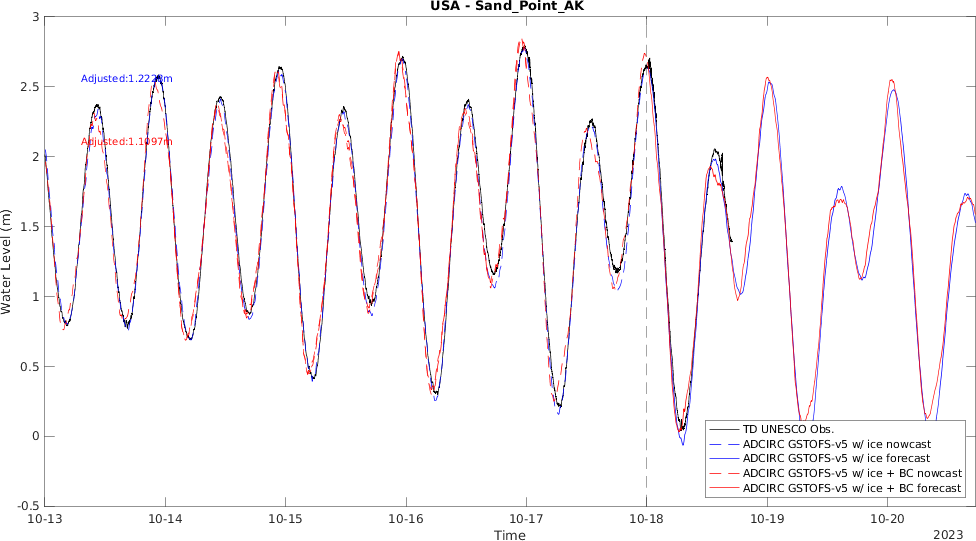 USA - Sand_Point_AK
3
2.5
2
1.5
1
0.5
0
-0.5
Water Level (m)
Adjusted:1.2228m
Adjusted:1.1097m
TD UNESCO Obs.
ADCIRC GSTOFS-v5 w/ ice nowcast
ADCIRC GSTOFS-v5 w/ ice forecast
ADCIRC GSTOFS-v5 w/ ice + BC nowcast
ADCIRC GSTOFS-v5 w/ ice + BC forecast
10-13 10-14 10-15 10-16 10-17 10-18 10-19 10-20
Time
2023